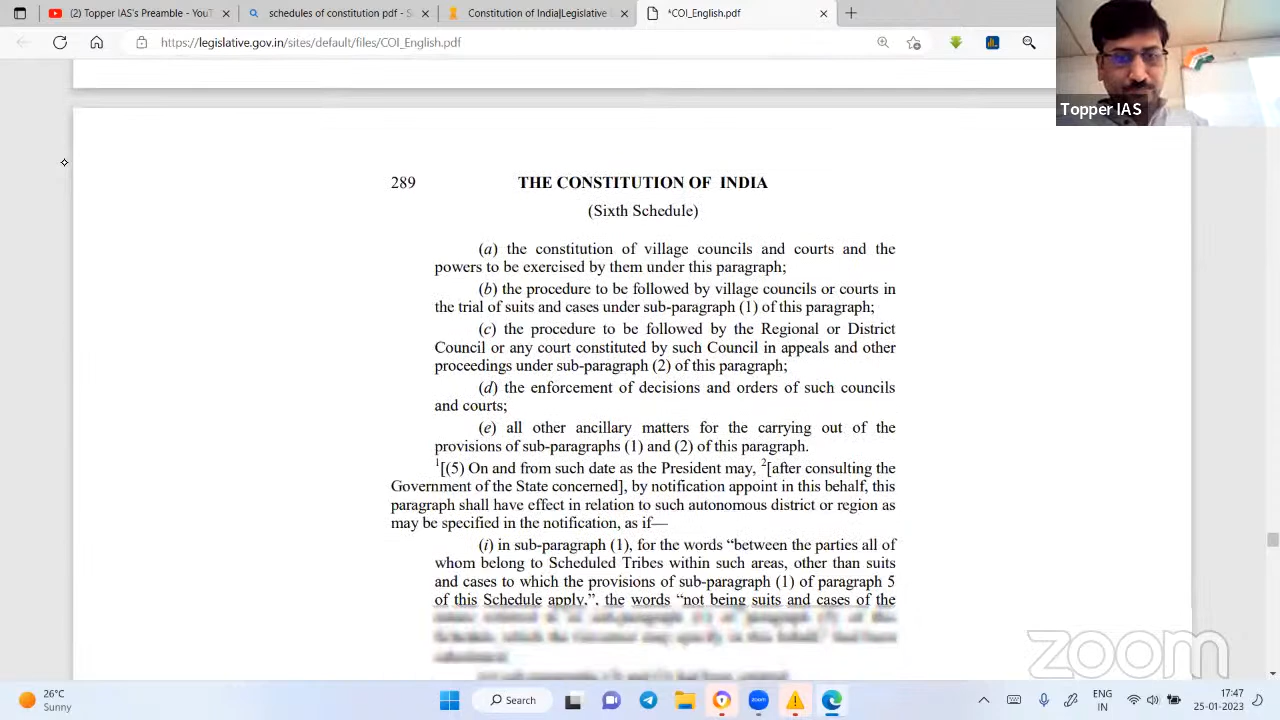 (2) Topper IAS's Preamble - YouT
schedules of constitution pdf - S
Constitution of India|Legislative
*COI_English.pdf
https://legislative.gov.in/sites/default/files/COI_English.pdf
Topper IAS
289 THE CONSTITUTION OF INDIA
(Sixth Schedule)
(a) the constitution of village councils and courts and the
powers to be exercised by them under this paragraph;
(b) the procedure to be followed by village councils or courts in
the trial of suits and cases under sub-paragraph (1) of this paragraph;
(c) the procedure to be followed by the Regional or District
Council or any court constituted by such Council in appeals and other
proceedings under sub-paragraph (2) of this paragraph;
(d) the enforcement of decisions and orders of such councils
and courts;
(e) all other ancillary matters for the carrying out of the
provisions of sub-paragraphs (1) and (2) of this paragraph.
1[(5) On and from such date as the President may, 2[after consulting the
Government of the State concerned], by notification appoint in this behalf, this
paragraph shall have effect in relation to such autonomous district or region as
may be specified in the notification, as if—
(i) in sub-paragraph (1), for the words “between the parties all of
whom belong to Scheduled Tribes within such areas, other than suits
and cases to which the provisions of sub-paragraph (1) of paragraph 5
of this Schedule apply,”, the words “not being suits and cases of the
zoom
26°C
Sunny
Search
zoom
ENG
IN
17:47
25-01-2023